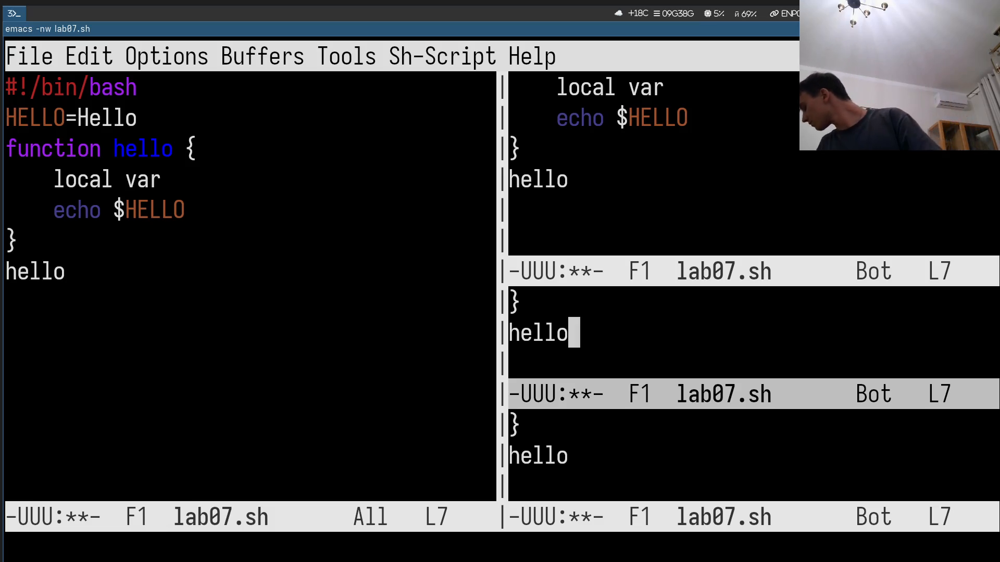 3>_
+18C 09G38G 5% 69% ENP
emacs -nw lab07.sh
File Edit Options Buffers Tools Sh-Script Help
#!/bin/bash
HELLO=Hello
function hello {
    local var
    echo $HELLO
}
hello
-UUU:**-  F1  lab07.sh       All   L7
    local var
    echo $HELLO
}
hello
-UUU:**-  F1  lab07.sh       Bot   L7
}
hello
-UUU:**-  F1  lab07.sh       Bot   L7
}
hello
-UUU:**-  F1  lab07.sh       Bot   L7